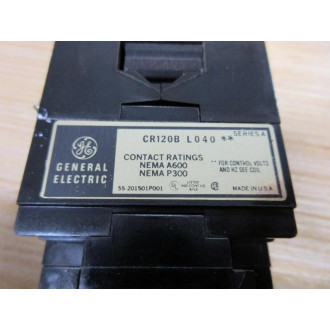 CR120B L040 **
SERIES A
GE
GENERAL
ELECTRIC
CONTACT RATINGS
NEMA A600
NEMA P300
** FOR CONTROL VOLTS
AND HZ SEE COIL
55-201501P001
MADE IN U.S.A.